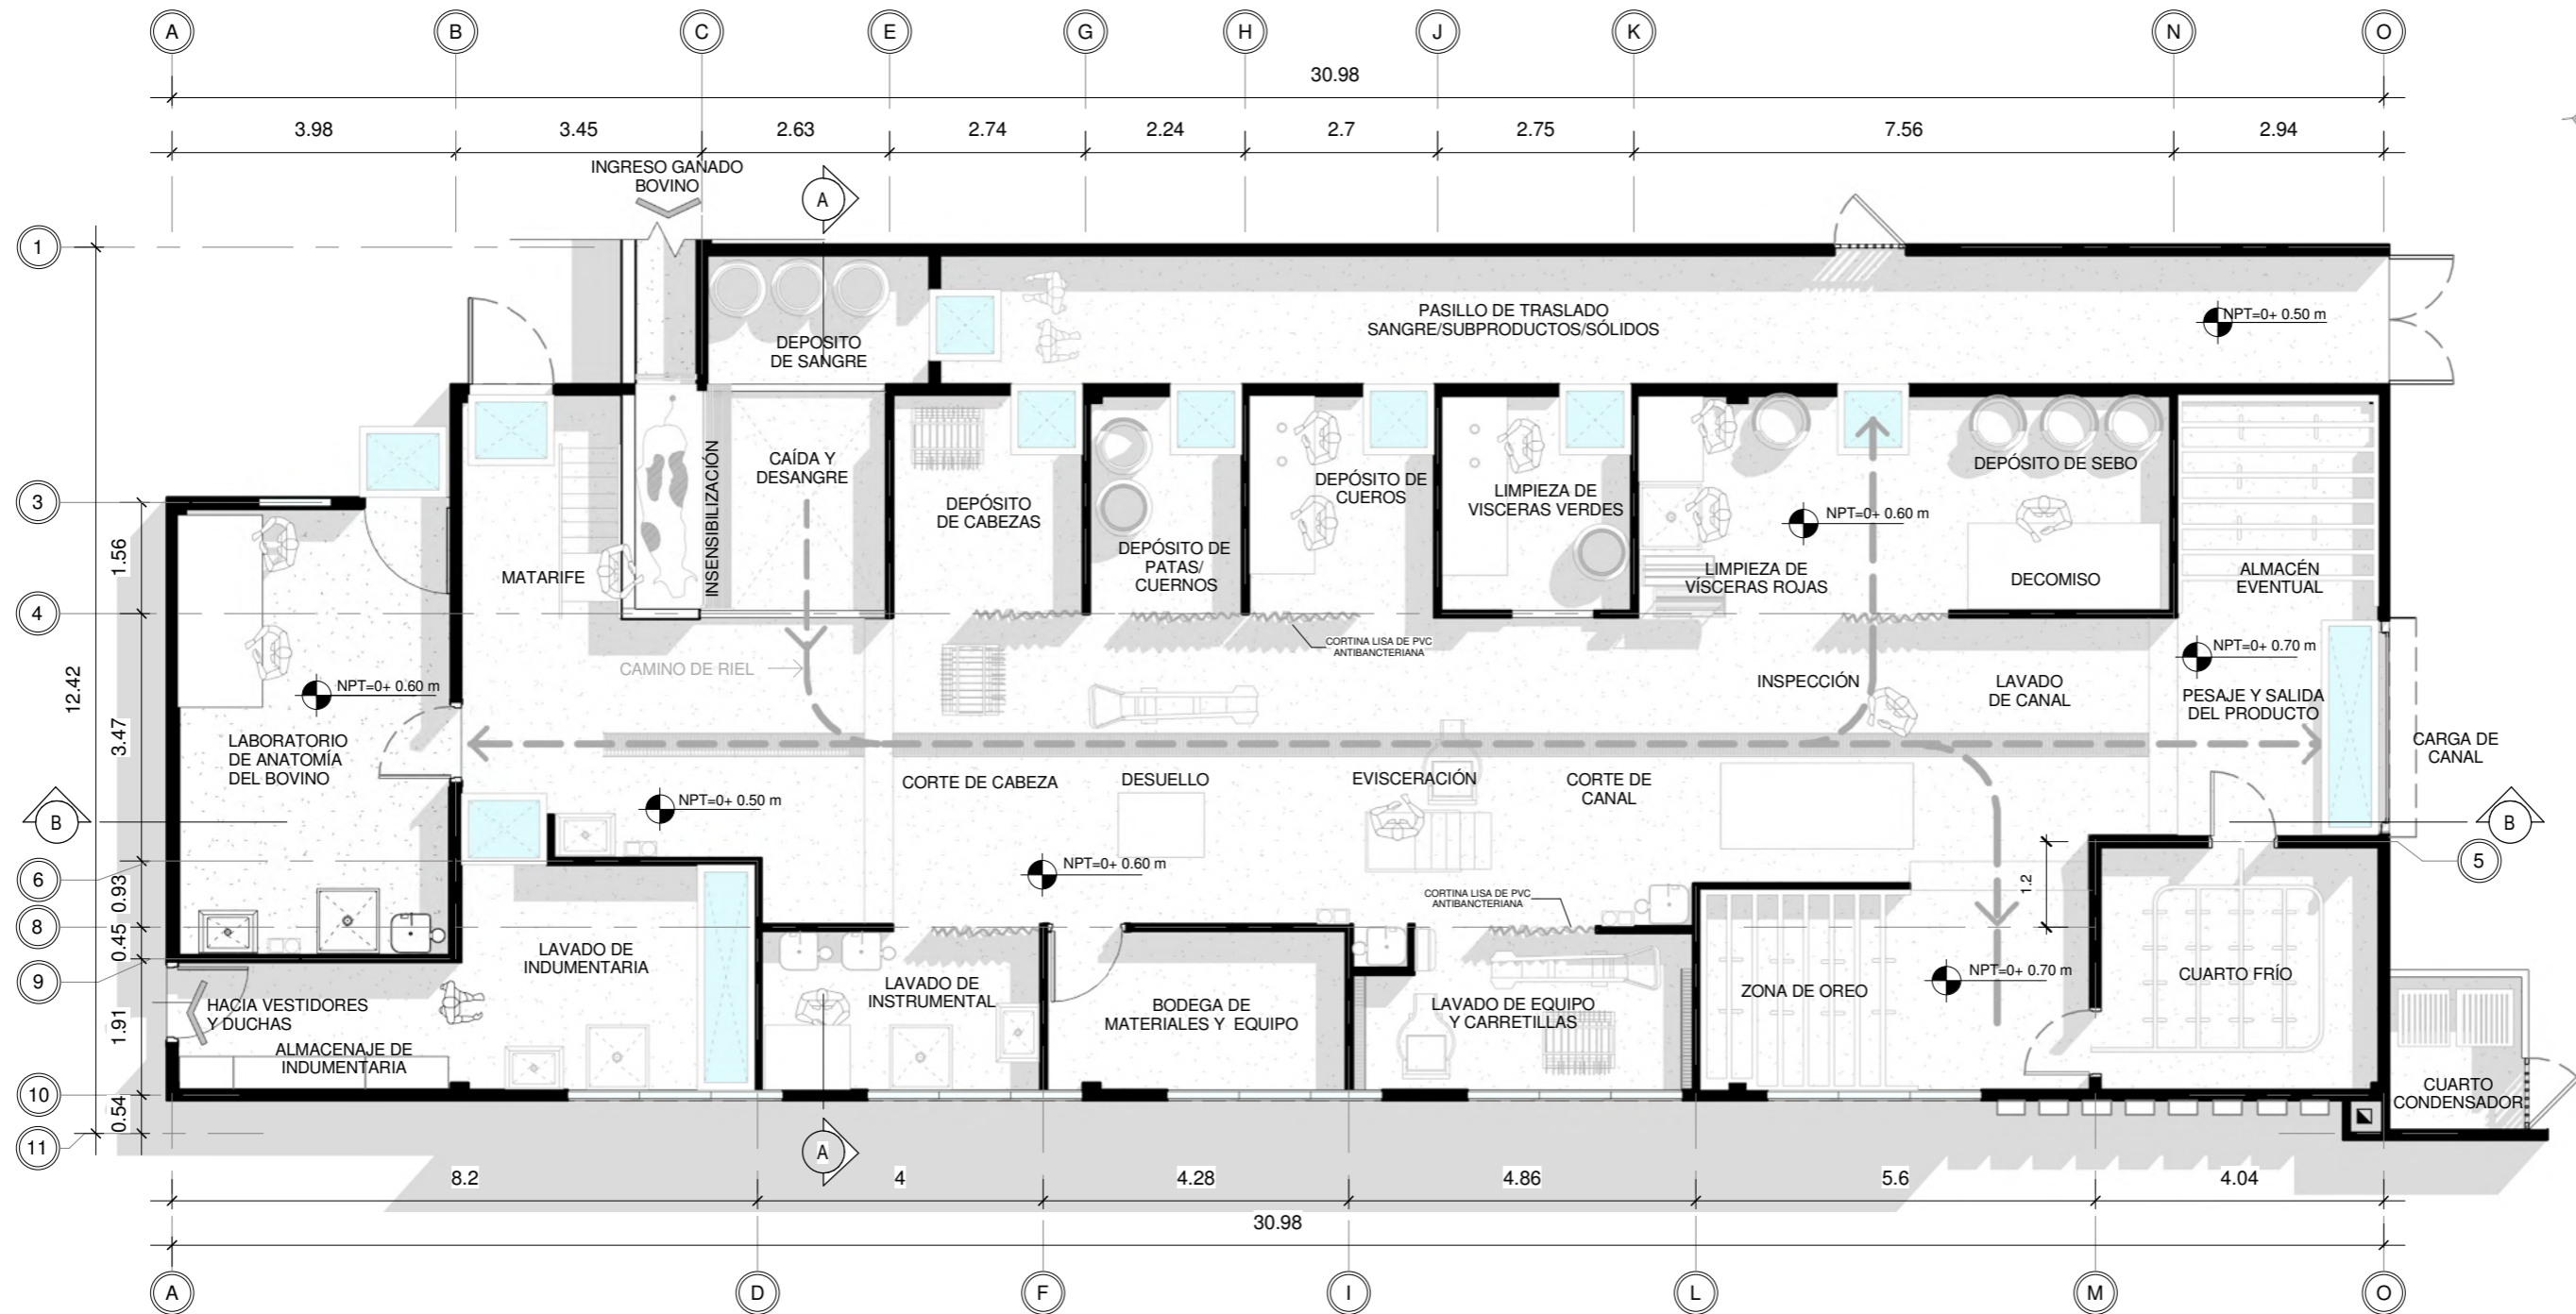 A B C E G H J K N O
30.98
3.98 3.45 2.63 2.74 2.24 2.7 2.75 7.56 2.94
INGRESO GANADO
BOVINO
A
1
PASILLO DE TRASLADO
SANGRE/SUBPRODUCTOS/SÓLIDOS
NPT=0+ 0.50 m
DEPOSITO
DE SANGRE
INSENSIBILIZACIÓN
CAÍDA Y
DESANGRE
DEPÓSITO
DE CABEZAS
DEPÓSITO DE
PATAS/
CUERNOS
DEPÓSITO DE
CUEROS
LIMPIEZA DE
VISCERAS VERDES
DEPÓSITO DE SEBO
NPT=0+ 0.60 m
LIMPIEZA DE
VÍSCERAS ROJAS
DECOMISO
ALMACÉN
EVENTUAL
3
1.56
MATARIFE
4
CORTINA LISA DE PVC
ANTIBANCTERIANA
CAMINO DE RIEL
12.42
3.47
NPT=0+ 0.60 m
LABORATORIO
DE ANATOMÍA
DEL BOVINO
INSPECCIÓN
LAVADO
DE CANAL
NPT=0+ 0.70 m
PESAJE Y SALIDA
DEL PRODUCTO
CARGA DE
CANAL
CORTE DE CABEZA
DESUELLO
EVISCERACIÓN
CORTE DE
CANAL
NPT=0+ 0.50 m
B
B
5
6
NPT=0+ 0.60 m
1.2
0.93
CORTINA LISA DE PVC
ANTIBANCTERIANA
8
0.45
9
LAVADO DE
INDUMENTARIA
LAVADO DE
INSTRUMENTAL
BODEGA DE
MATERIALES Y EQUIPO
LAVADO DE EQUIPO
Y CARRETILLAS
ZONA DE OREO
NPT=0+ 0.70 m
CUARTO FRÍO
HACIA VESTIDORES
Y DUCHAS
1.91
ALMACENAJE DE
INDUMENTARIA
CUARTO
CONDENSADOR
10
0.54
11
A
8.2 4 4.28 4.86 5.6 4.04
30.98
A D F I L M O